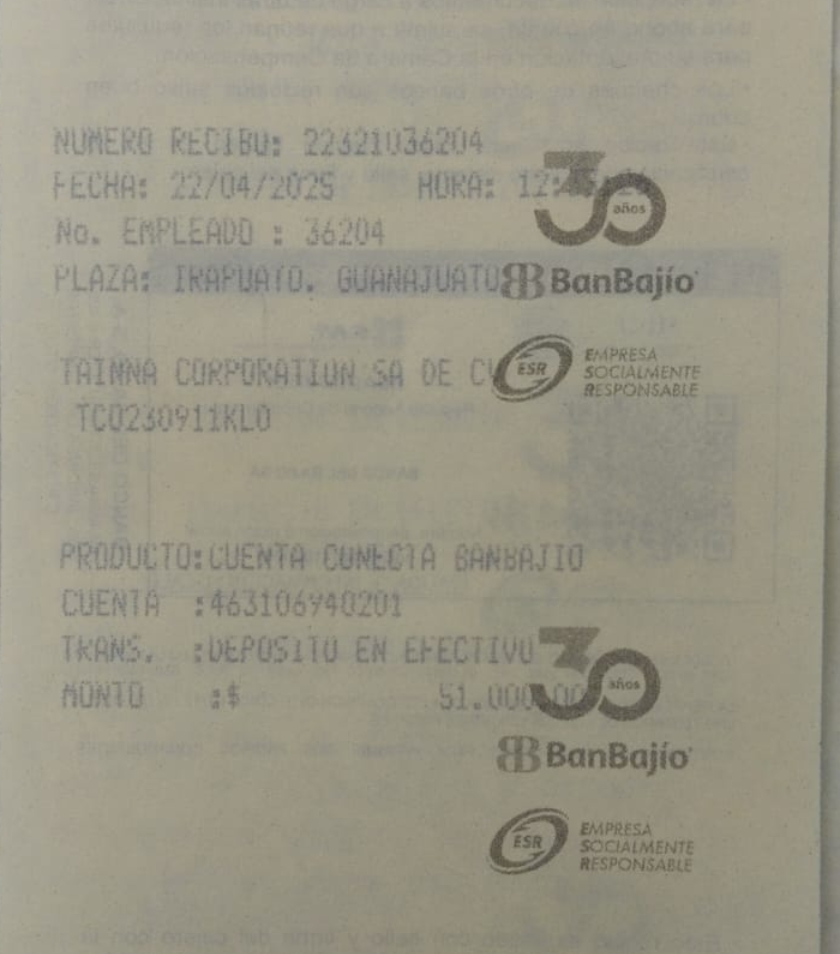 NUMERO RECIBO: 22621036204
FECHA: 22/04/2025 HORA: 12:
No. EMPLEADO : 36204
PLAZA: IRAPUATO, GUANAJUATO
30 años
BanBajío
TAINNA CORPORATION SA DE CV
TCO230911KL0
ESR
EMPRESA
SOCIALMENTE
RESPONSABLE
PRODUCTO:CUENTA CONECTA BANBAJIO
CUENTA :463106940201
TRANS. :DEPOSITO EN EFECTIVO
MONTO :$ 51,000.00
30 años
BanBajío
ESR
EMPRESA
SOCIALMENTE
RESPONSABLE